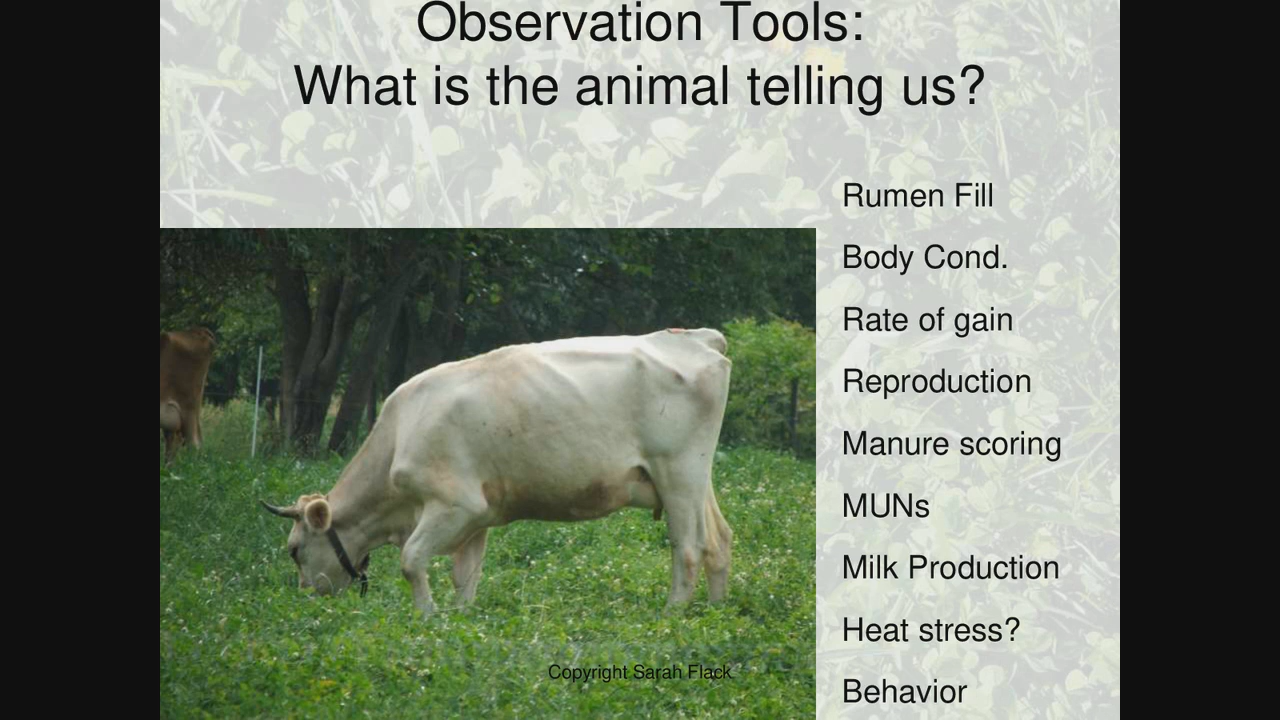 Observation Tools:
What is the animal telling us?
Rumen Fill
Body Cond.
Rate of gain
Reproduction
Manure scoring
MUNs
Milk Production
Heat stress?
Behavior
Copyright Sarah Flack